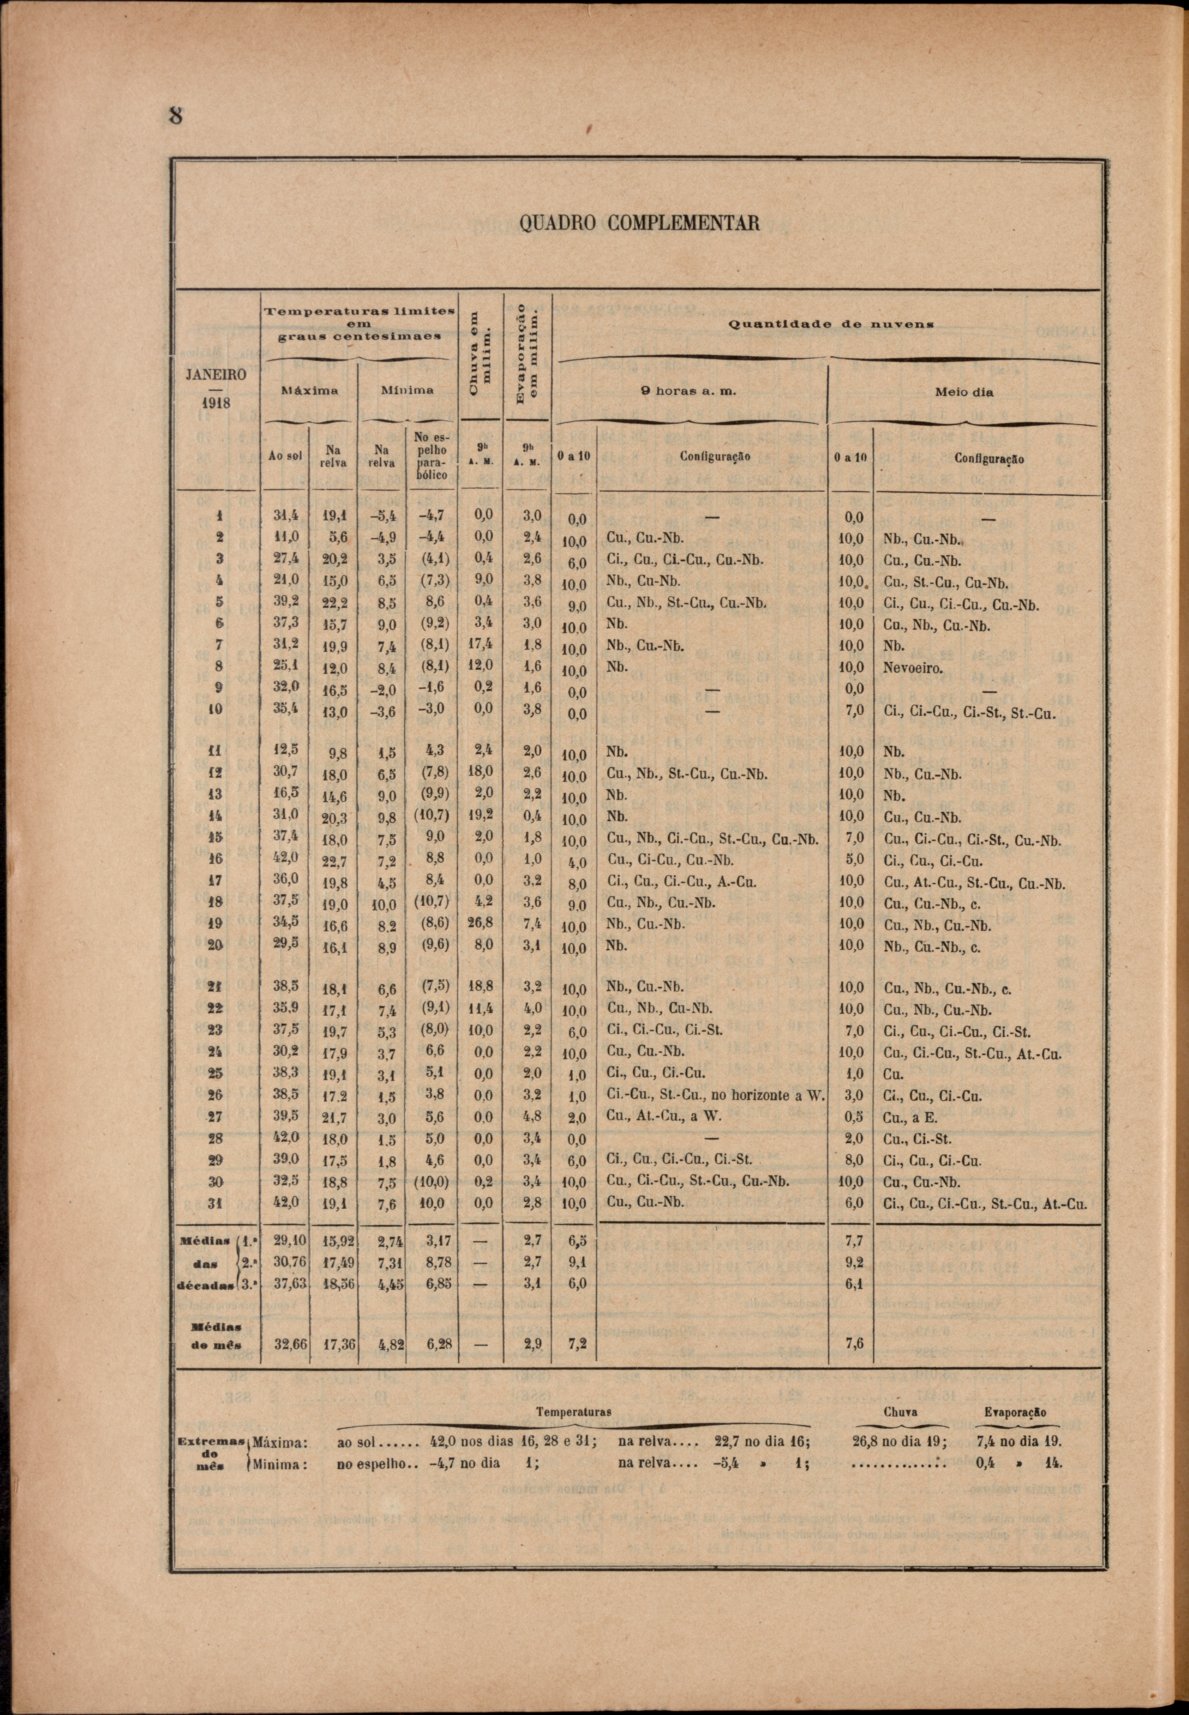 8
QUADRO COMPLEMENTAR
JANEIRO
—
1918
Temperaturas limites
em
graus centesimaes
Chuva em
milim.
Evaporação
em milim.
Quantidade de nuvens
Máxima Mínima 9 horas a. m. Meio dia
Ao sol Na relva Na relva No espelho para-bólico 9h A. M. 9h A. M. 0 a 10 Configuração 0 a 10 Configuração
1 31,4 19,1 –5,4 –4,7 0,0 3,0 0,0 — 0,0 —
2 11,0 5,6 –4,9 –4,4 0,0 2,4 10,0 Cu., Cu.-Nb. 10,0 Nb., Cu.-Nb.
3 27,4 20,2 3,5 (4,1) 0,4 2,6 6,0 Ci., Cu., Ci.-Cu., Cu.-Nb. 10,0 Cu., Cu.-Nb.
4 21,0 15,0 6,5 (7,3) 9,0 3,8 10,0 Nb., Cu-Nb. 10,0 Cu., St.-Cu., Cu-Nb.
5 39,2 22,2 8,5 8,6 0,4 3,6 9,0 Cu., Nb., St.-Cu., Cu.-Nb. 10,0 Ci., Cu., Ci.-Cu., Cu.-Nb.
6 37,3 15,7 9,0 (9,2) 3,4 3,0 10,0 Nb. 10,0 Cu., Nb., Cu.-Nb.
7 31,2 19,9 7,4 (8,1) 17,4 1,8 10,0 Nb., Cu.-Nb. 10,0 Nb.
8 25,1 12,0 8,4 (8,1) 12,0 1,6 10,0 Nb. 10,0 Nevoeiro.
9 32,0 16,5 –2,0 –1,6 0,2 1,6 0,0 — 0,0 —
10 35,4 13,0 –3,6 –3,0 0,0 3,8 0,0 — 7,0 Ci., Ci.-Cu., Ci.-St., St.-Cu.
11 12,5 9,8 1,5 4,3 2,4 2,0 10,0 Nb. 10,0 Nb.
12 30,7 18,0 6,5 (7,8) 18,0 2,6 10,0 Cu., Nb., St.-Cu., Cu.-Nb. 10,0 Nb., Cu.-Nb.
13 16,5 14,6 9,0 (9,9) 2,0 2,2 10,0 Nb. 10,0 Nb.
14 31,0 20,3 9,8 (10,7) 19,2 0,4 10,0 Nb. 10,0 Cu., Cu.-Nb.
15 37,4 18,0 7,5 9,0 2,0 1,8 10,0 Cu., Nb., Ci.-Cu., St.-Cu., Cu.-Nb. 7,0 Cu., Ci.-Cu., Ci.-St., Cu.-Nb.
16 42,0 22,7 7,2 8,8 0,0 1,0 4,0 Cu., Ci-Cu., Cu.-Nb. 5,0 Ci., Cu., Ci.-Cu.
17 36,0 19,8 4,5 8,4 0,0 3,2 8,0 Ci., Cu., Ci.-Cu., A.-Cu. 10,0 Cu., At.-Cu., St.-Cu., Cu.-Nb.
18 37,5 19,0 10,0 (10,7) 4,2 3,6 9,0 Cu., Nb., Cu.-Nb. 10,0 Cu., Cu.-Nb., c.
19 34,5 16,6 8,2 (8,6) 26,8 7,4 10,0 Nb., Cu.-Nb. 10,0 Cu., Nb., Cu.-Nb.
20 29,5 16,1 8,9 (9,6) 8,0 3,1 10,0 Nb. 10,0 Nb., Cu.-Nb., c.
21 38,5 18,1 6,6 (7,5) 18,8 3,2 10,0 Nb., Cu.-Nb. 10,0 Cu., Nb., Cu.-Nb., c.
22 35,9 17,1 7,4 (9,1) 11,4 4,0 10,0 Cu., Nb., Cu-Nb. 10,0 Cu., Nb., Cu.-Nb.
23 37,5 19,7 5,3 (8,0) 10,0 2,2 6,0 Ci., Ci.-Cu., Ci.-St. 7,0 Ci., Cu., Ci.-Cu., Ci.-St.
24 30,2 17,9 3,7 6,6 0,0 2,2 10,0 Cu., Cu.-Nb. 10,0 Cu., Ci.-Cu., St.-Cu., At.-Cu.
25 38,3 19,1 3,1 5,1 0,0 2,0 1,0 Ci., Cu., Ci.-Cu. 1,0 Cu.
26 38,5 17,2 1,5 3,8 0,0 3,2 1,0 Ci.-Cu., St.-Cu., no horizonte a W. 3,0 Ci., Cu., Ci.-Cu.
27 39,5 21,7 3,0 5,6 0,0 4,8 2,0 Cu., At.-Cu., a W. 0,5 Cu., a E.
28 42,0 18,0 1,5 5,0 0,0 3,4 0,0 — 2,0 Cu., Ci.-St.
29 39,0 17,5 1,8 4,6 0,0 3,4 6,0 Ci., Cu., Ci.-Cu., Ci.-St. 8,0 Ci., Cu., Ci.-Cu.
30 32,5 18,8 7,5 (10,0) 0,2 3,4 10,0 Cu., Ci.-Cu., St.-Cu., Cu.-Nb. 10,0 Cu., Cu.-Nb.
31 42,0 19,1 7,6 10,0 0,0 2,8 10,0 Cu., Cu.-Nb. 6,0 Ci., Cu., Ci.-Cu., St.-Cu., At.-Cu.
Médias 1.ª 29,10 15,92 2,74 3,17 — 2,7 6,5 7,7
das 2.ª 30,76 17,49 7,31 8,78 — 2,7 9,1 9,2
décadas 3.ª 37,63 18,56 4,45 6,85 — 3,1 6,0 6,1
Médias
do mês 32,66 17,36 4,82 6,28 — 2,9 7,2 7,6
Temperaturas Chuva Evaporação
Extremas do mês
Máxima: ao sol...... 42,0 nos dias 16, 28 e 31; na relva.... 22,7 no dia 16; 26,8 no dia 19; 7,4 no dia 19.
Minima: no espelho.. –4,7 no dia 1; na relva.... –5,4 » 1; .............. 0,4 » 14.